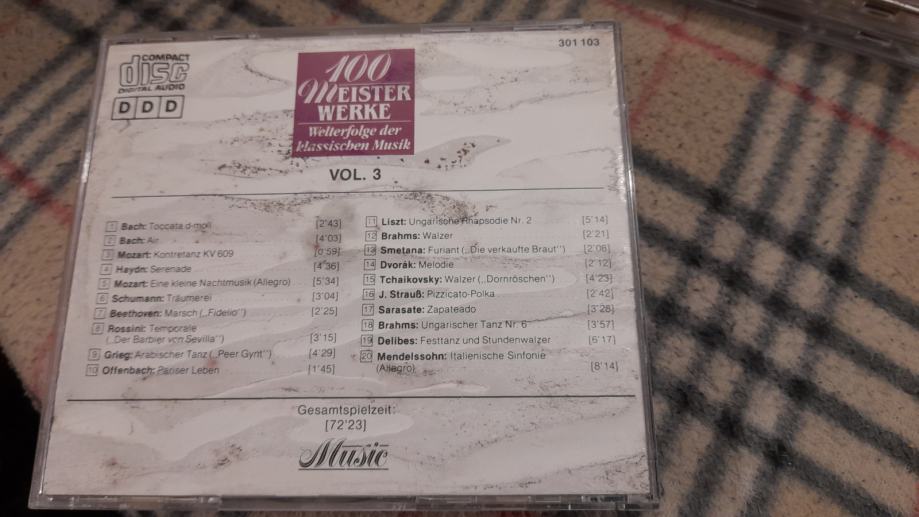 COMPACT
disc
DIGITAL AUDIO
DDD
301 103
100
MEISTER
WERKE
Welterfolge der
klassischen Musik
VOL. 3
1 Bach: Toccata d-moll [2'43]
2 Bach: Air [4'03]
3 Mozart: Kontretanz KV 609 [0'59]
4 Haydn: Serenade [4'36]
5 Mozart: Eine kleine Nachtmusik (Allegro) [5'34]
6 Schumann: Träumerei [3'04]
7 Beethoven: Marsch („Fidelio") [2'25]
8 Rossini: Temporale
(„Der Barbier von Sevilla") [3'15]
9 Grieg: Arabischer Tanz („Peer Gynt") [4'29]
10 Offenbach: Pariser Leben [1'45]
11 Liszt: Ungarische Rhapsodie Nr. 2 [5'14]
12 Brahms: Walzer [2'21]
13 Smetana: Furiant („Die verkaufte Braut") [2'06]
14 Dvorák: Melodie [2'12]
15 Tchaikovsky: Walzer („Dornröschen") [4'23]
16 J. Strauß: Pizzicato-Polka [2'42]
17 Sarasate: Zapateado [3'28]
18 Brahms: Ungarischer Tanz Nr. 6 [3'57]
19 Delibes: Festtanz und Stundenwalzer [6'17]
20 Mendelssohn: Italienische Sinfonie
(Allegro) [8'14]
Gesamtspielzeit:
[72'23]
Music